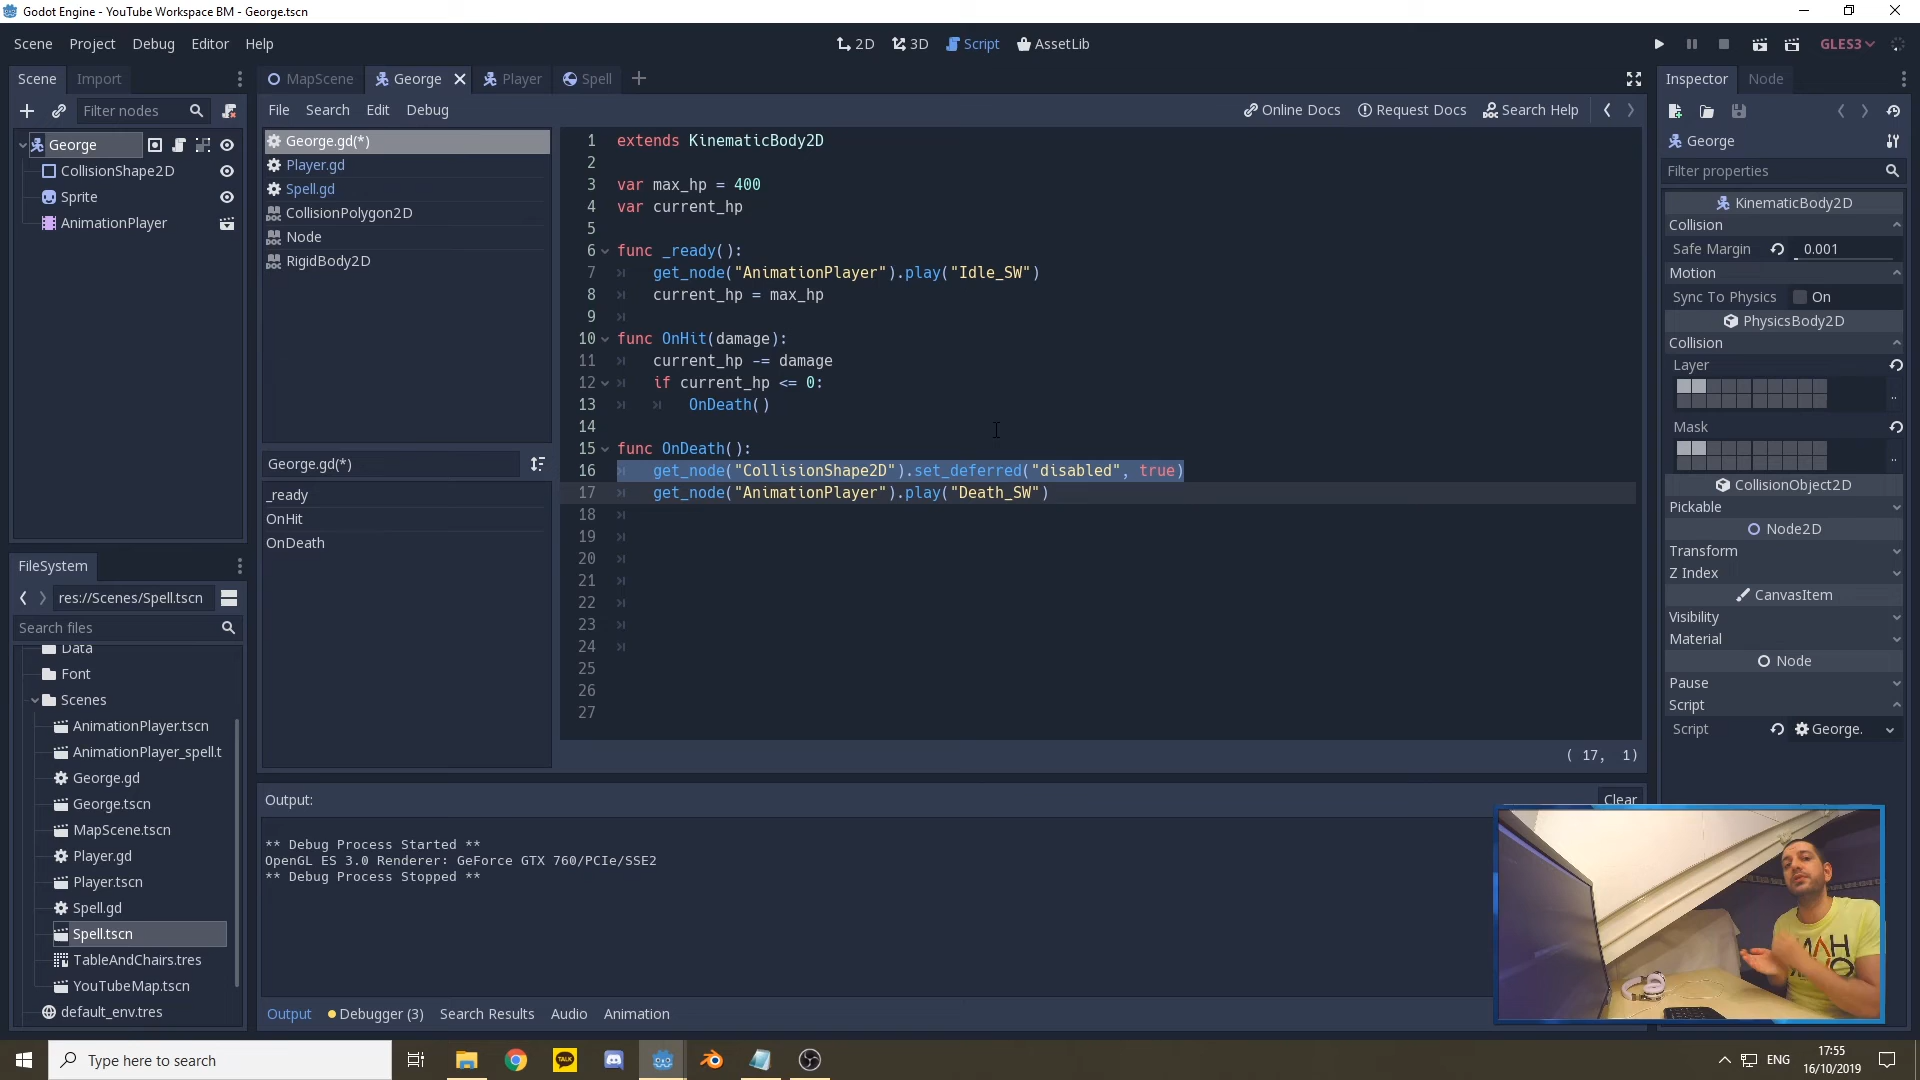 Godot Engine - YouTube Workspace BM - George.tscn
Scene Project Debug Editor Help
2D 3D Script AssetLib
GLES3
Scene Import
Filter nodes
George
CollisionShape2D
Sprite
AnimationPlayer
FileSystem
res://Scenes/Spell.tscn
Search files
Data
Font
Scenes
AnimationPlayer.tscn
AnimationPlayer_spell.t
George.gd
George.tscn
MapScene.tscn
Player.gd
Player.tscn
Spell.gd
Spell.tscn
TableAndChairs.tres
YouTubeMap.tscn
default_env.tres
MapScene George Player Spell
File Search Edit Debug
Online Docs Request Docs Search Help
George.gd(*)
Player.gd
Spell.gd
CollisionPolygon2D
Node
RigidBody2D
George.gd(*)
_ready
OnHit
OnDeath
1 extends KinematicBody2D
2
3 var max_hp = 400
4 var current_hp
5
6 func _ready():
7 get_node("AnimationPlayer").play("Idle_SW")
8 current_hp = max_hp
9
10 func OnHit(damage):
11 current_hp -= damage
12 if current_hp <= 0:
13 OnDeath()
14
15 func OnDeath():
16 get_node("CollisionShape2D").set_deferred("disabled", true)
17 get_node("AnimationPlayer").play("Death_SW")
18
19
20
21
22
23
24
25
26
27
( 17, 1)
Output:
Clear
** Debug Process Started **
OpenGL ES 3.0 Renderer: GeForce GTX 760/PCIe/SSE2
** Debug Process Stopped **
Output Debugger (3) Search Results Audio Animation
Inspector Node
George
Filter properties
KinematicBody2D
Collision
Safe Margin 0.001
Motion
Sync To Physics On
PhysicsBody2D
Collision
Layer
..
Mask
..
CollisionObject2D
Pickable
Node2D
Transform
Z Index
CanvasItem
Visibility
Material
Node
Pause
Script
Script George.
Type here to search
TALK
ENG
17:55
16/10/2019